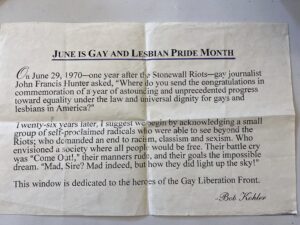 JUNE IS GAY AND LESBIAN PRIDE MONTH
On June 29, 1970—one year after the Stonewall Riots—gay journalist
John Francis Hunter asked, "Where do you send the congratulations in
commemoration of a year of astounding and unprecedented progress
toward equality under the law and universal dignity for gays and
lesbians in America?"
Twenty-six years later, I suggest we begin by acknowledging a small
group of self-proclaimed radicals who were able to see beyond the
Riots; who demanded an end to racism, classism and sexism. Who
envisioned a society where all people would be free. Their battle cry
was "Come Out!," their manners rude, and their goals the impossible
dream. "Mad, Sire? Mad indeed, but how they did light up the sky!"
This window is dedicated to the heroes of the Gay Liberation Front.
-Bob Kohler